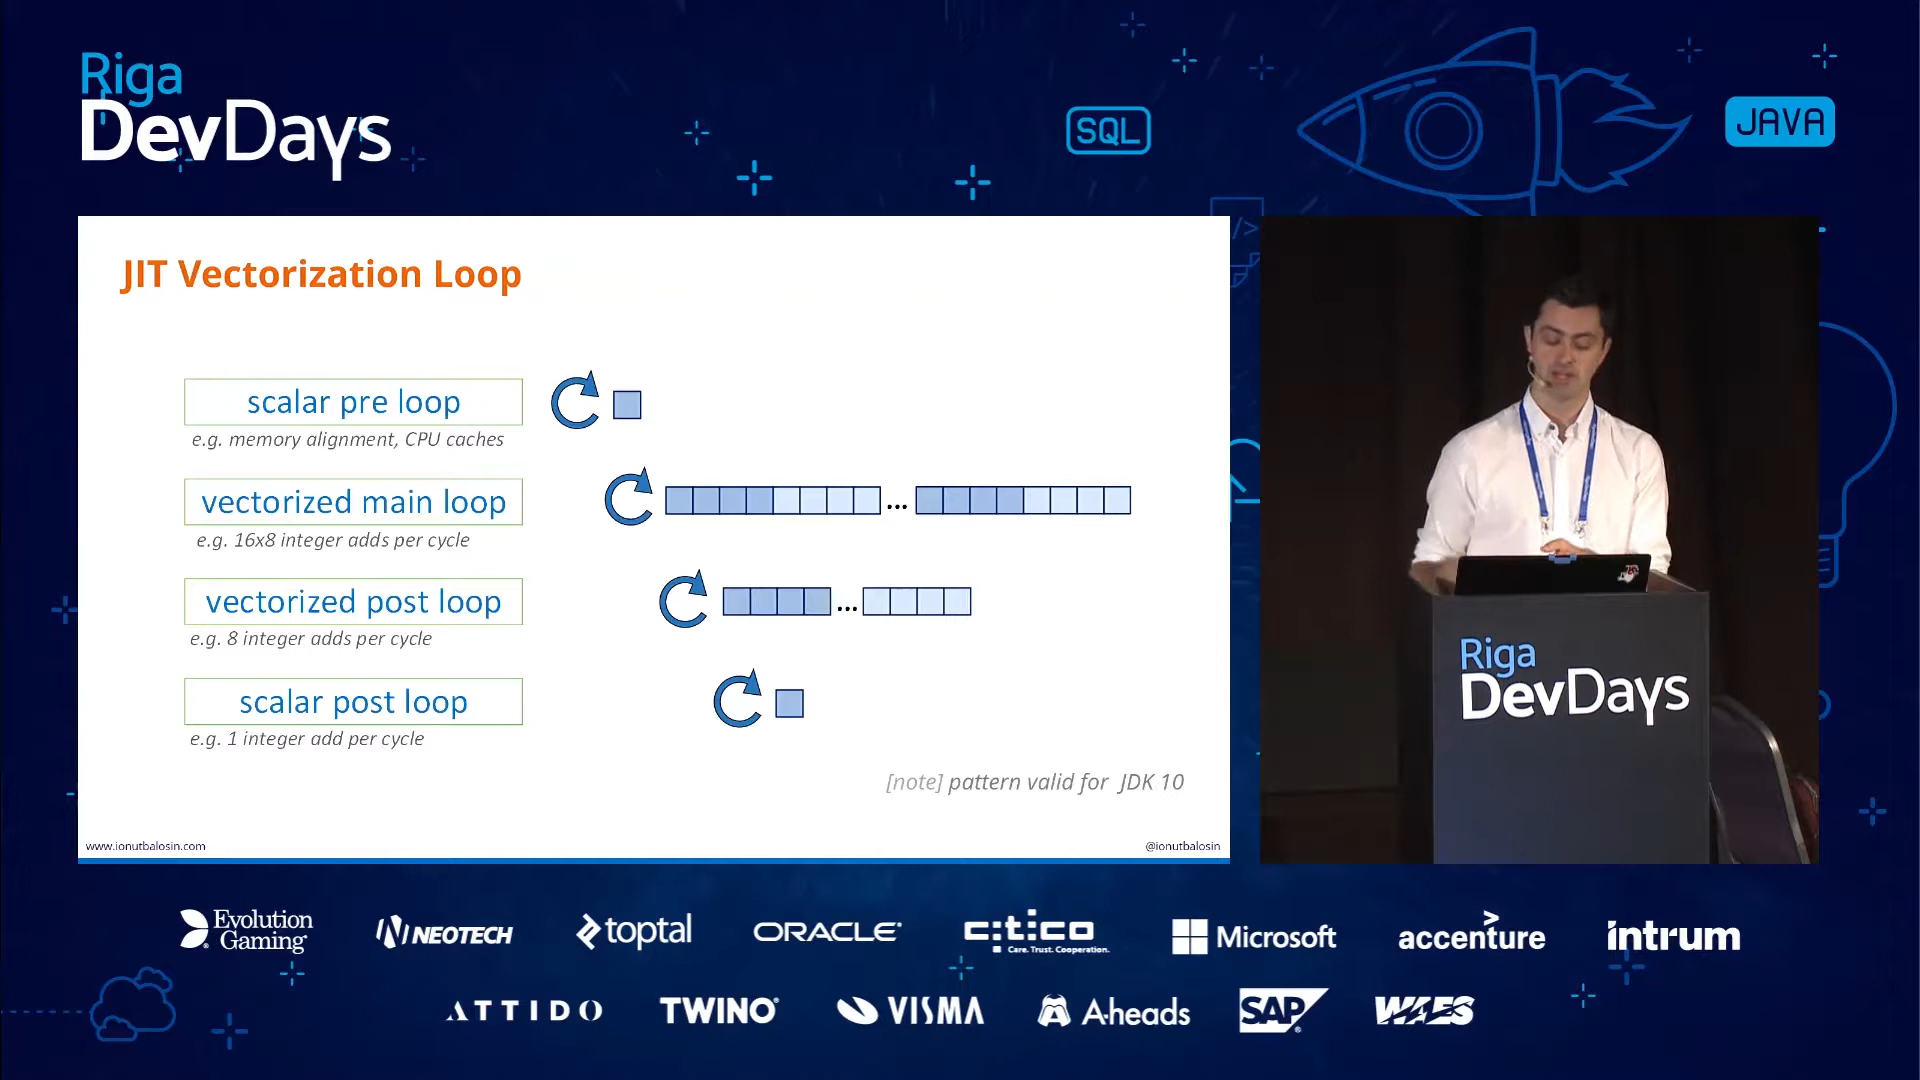 Riga
DevDays
SQL
JAVA
</>
JIT Vectorization Loop
scalar pre loop
e.g. memory alignment, CPU caches
vectorized main loop
...
e.g. 16x8 integer adds per cycle
vectorized post loop
...
e.g. 8 integer adds per cycle
scalar post loop
e.g. 1 integer add per cycle
[note] pattern valid for JDK 10
www.ionutbalosin.com
@ionutbalosin
Riga
DevDays
Evolution
Gaming
NEOTECH
toptal
ORACLE
citico
Care. Trust. Cooperation.
Microsoft
accenture
intrum
ATTIDO
TWINO
VISMA
A-heads
SAP
WAES